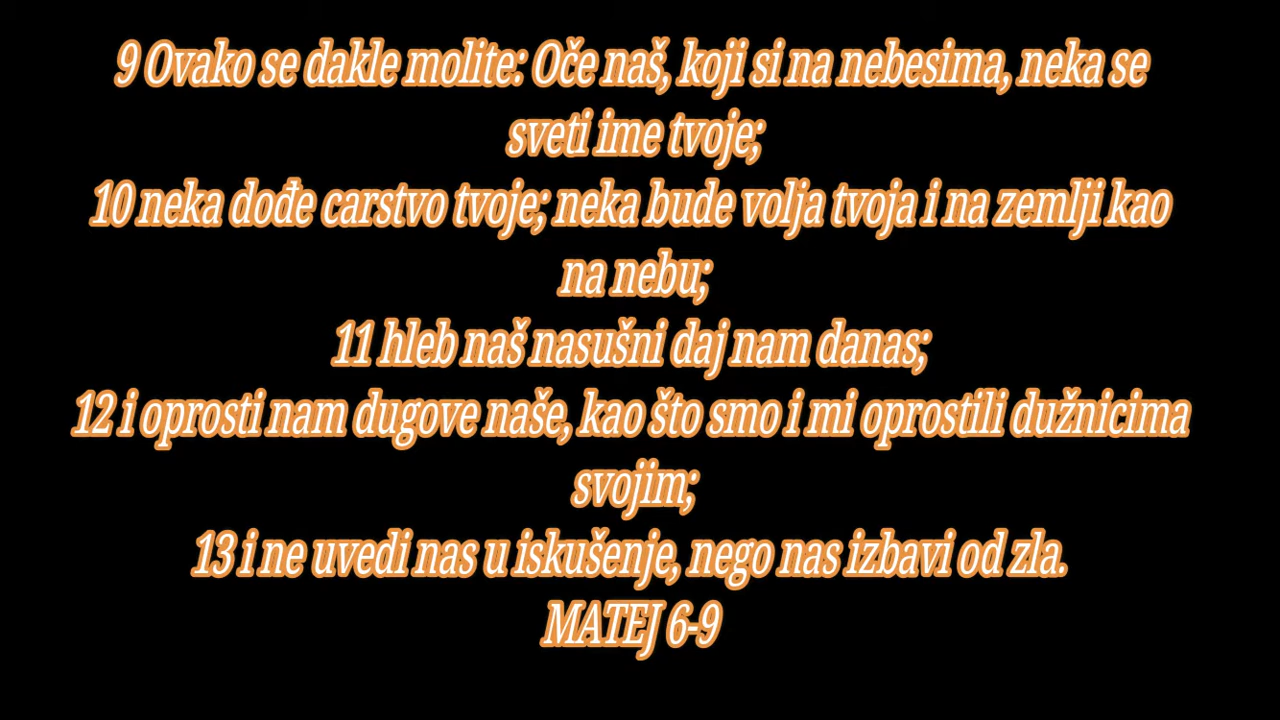 9 Ovako se dakle molite: Oče naš, koji si na nebesima, neka se
sveti ime tvoje;
10 neka dođe carstvo tvoje; neka bude volja tvoja i na zemlji kao
na nebu;
11 hleb naš nasušni daj nam danas;
12 i oprosti nam dugove naše, kao što smo i mi oprostili dužnicima
svojim;
13 i ne uvedi nas u iskušenje, nego nas izbavi od zla.
MATEJ 6-9